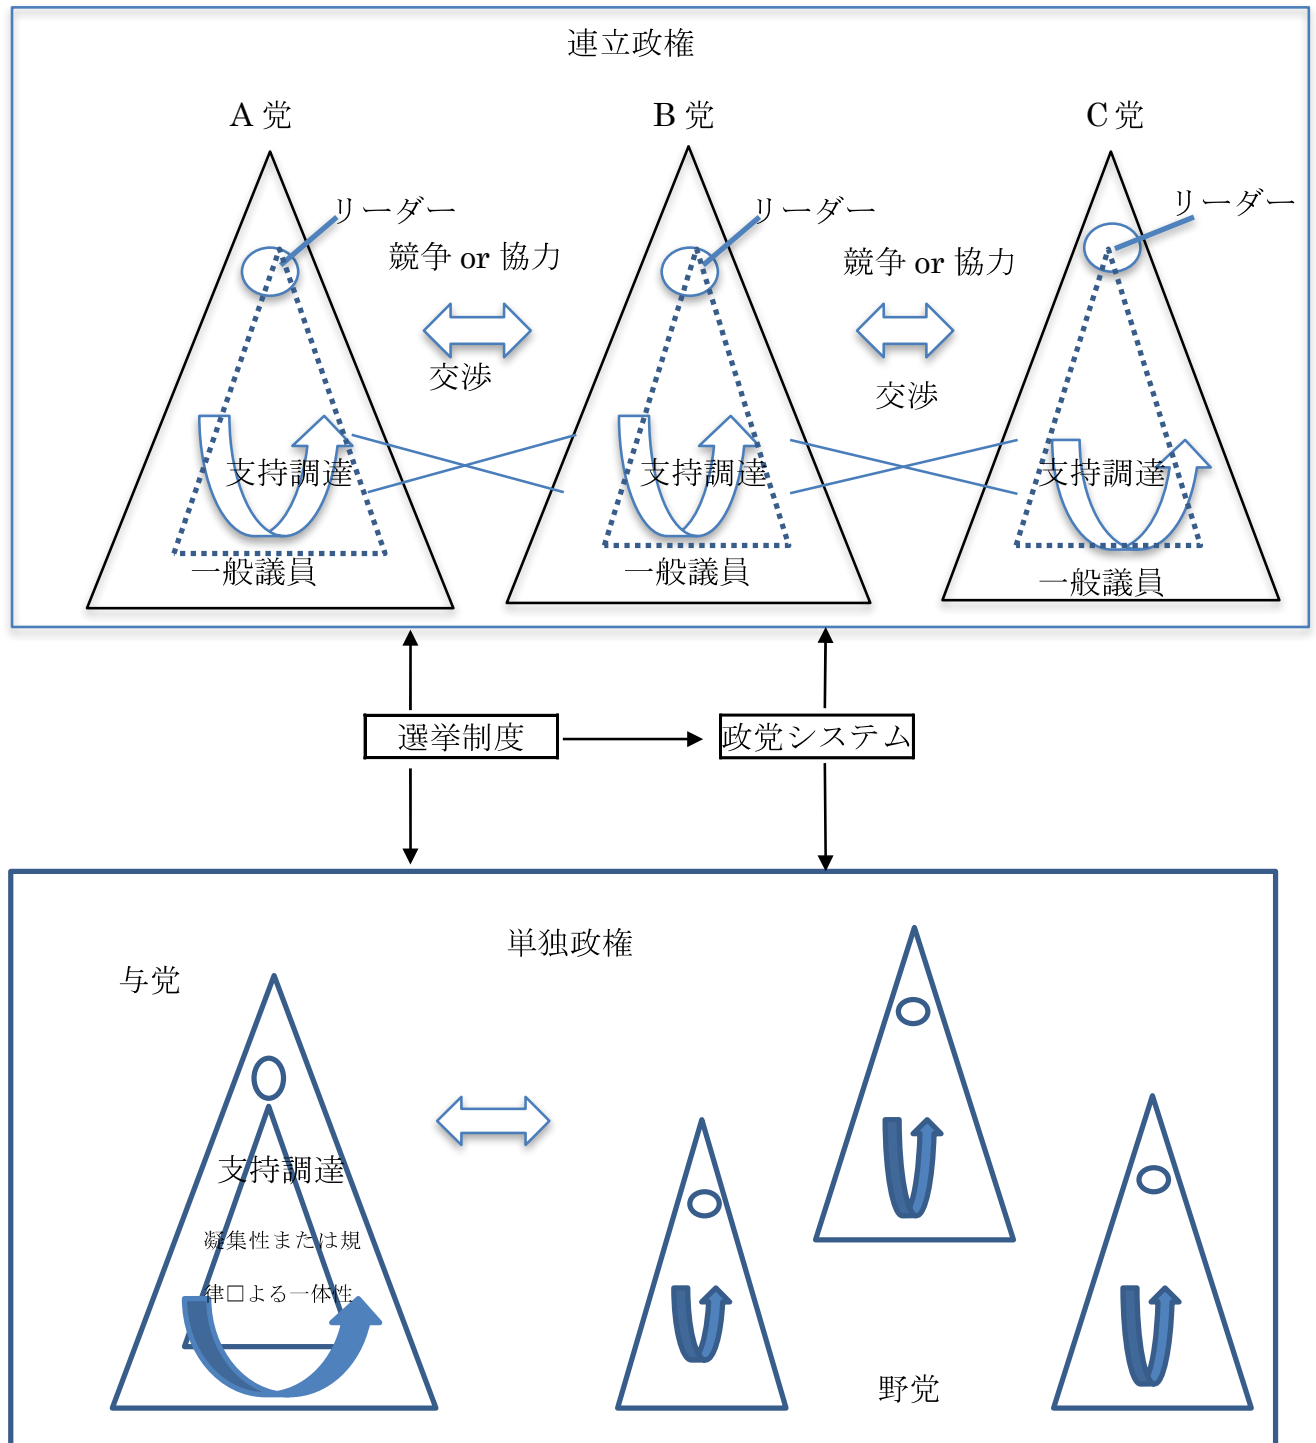 連立政権
A 党
B 党
C 党
リーダー
リーダー
リーダー
競争 or 協力
競争 or 協力
交渉
交渉
支持調達
支持調達
支持調達
一般議員
一般議員
一般議員
選挙制度
政党システム
単独政権
与党
支持調達
凝集性または規
律□よる一体性
野党